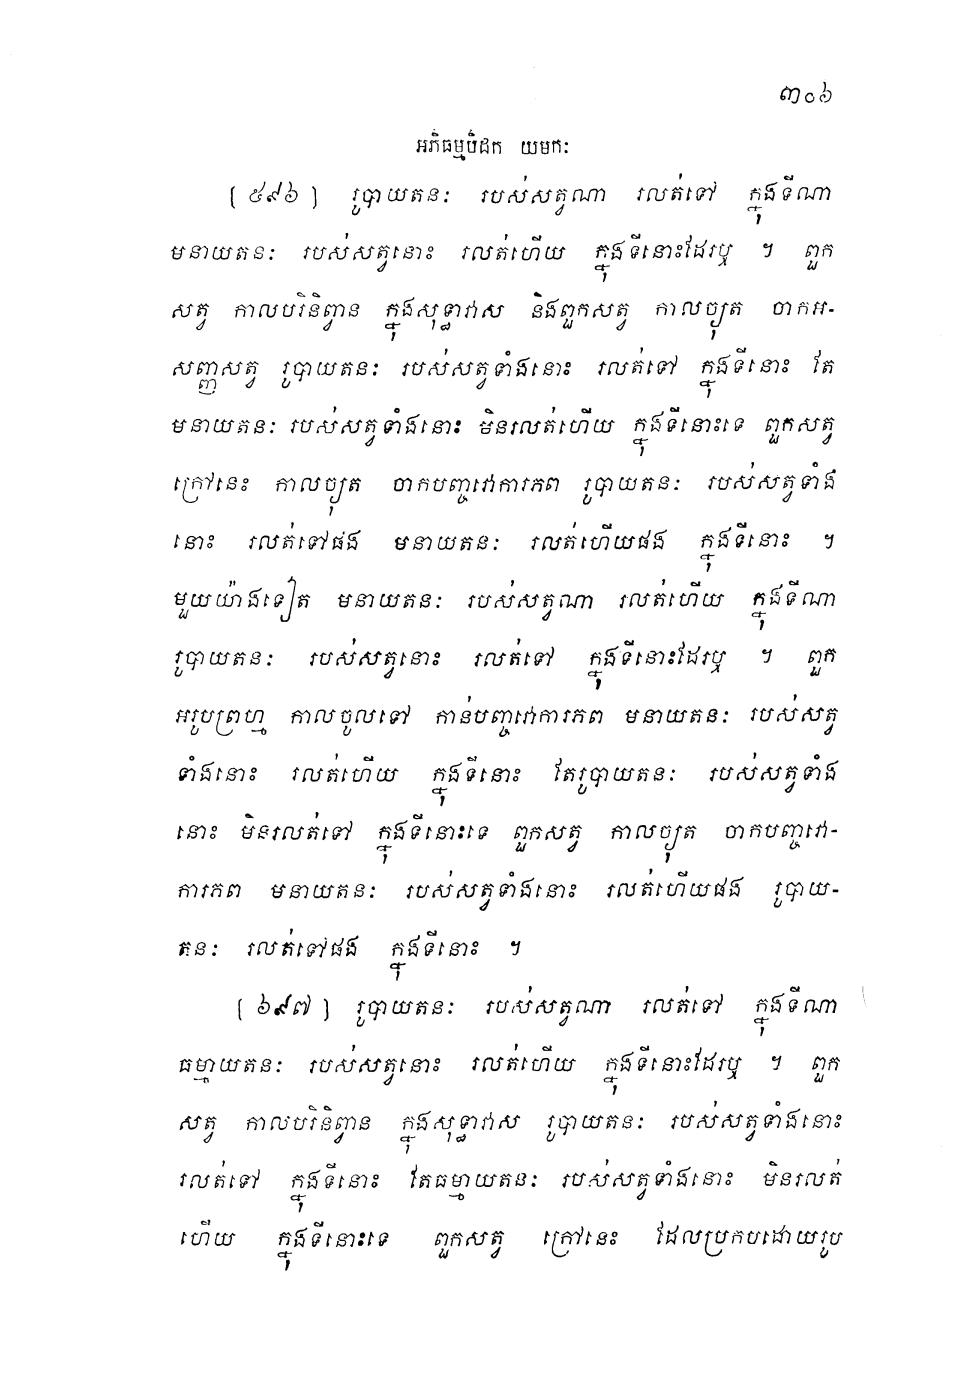 ៣០៦
អភិធម្មបិដក យមកៈ
[ ៤៩៦ ] រូបាយតនៈ របស់សត្វណា រលត់ទៅ ក្នុងទីណា
មនាយតនៈ របស់សត្វនោះ រលត់ហើយ ក្នុងទីនោះដែរឬ ។ ពួក
សត្វ កាលបរិនិព្វាន ក្នុងសុទ្ធាវាស និងពួកសត្វ កាលច្យុត ចាកអ-
សញ្ញសត្វ រូបាយតនៈ របស់សត្វទាំងនោះ រលត់ទៅ ក្នុងទីនោះ តែ
មនាយតនៈ របស់សត្វទាំងនោះ មិនរលត់ហើយ ក្នុងទីនោះទេ ពួកសត្វ
ក្រៅនេះ កាលច្យុត ចាកបញ្ចវោការភព រូបាយតនៈ របស់សត្វទាំង
នោះ រលត់ទៅផង មនាយតនៈ រលត់ហើយផង ក្នុងទីនោះ ។
មួយយ៉ាងទៀត មនាយតនៈ របស់សត្វណា រលត់ហើយ ក្នុងទីណា
រូបាយតនៈ របស់សត្វនោះ រលត់ទៅ ក្នុងទីនោះដែរឬ ។ ពួក
អរូបព្រហ្ម កាលចូលទៅ កាន់បញ្ចវោការភព មនាយតនៈ របស់សត្វ
ទាំងនោះ រលត់ហើយ ក្នុងទីនោះ តែរូបាយតនៈ របស់សត្វទាំង
នោះ មិនរលត់ទៅ ក្នុងទីនោះទេ ពួកសត្វ កាលច្យុត ចាកបញ្ចវោ-
ការភព មនាយតនៈ របស់សត្វទាំងនោះ រលត់ហើយផង រូបាយ-
តនៈ រលត់ទៅផង ក្នុងទីនោះ ។
[ ៦៩៧ ] រូបាយតនៈ របស់សត្វណា រលត់ទៅ ក្នុងទីណា
ធម្មាយតនៈ របស់សត្វនោះ រលត់ហើយ ក្នុងទីនោះដែរឬ ។ ពួក
សត្វ កាលបរិនិព្វាន ក្នុងសុទ្ធាវាស រូបាយតនៈ របស់សត្វទាំងនោះ
រលត់ទៅ ក្នុងទីនោះ តែធម្មាយតនៈ របស់សត្វទាំងនោះ មិនរលត់
ហើយ ក្នុងទីនោះទេ ពួកសត្វ ក្រៅនេះ ដែលប្រកបដោយរូប